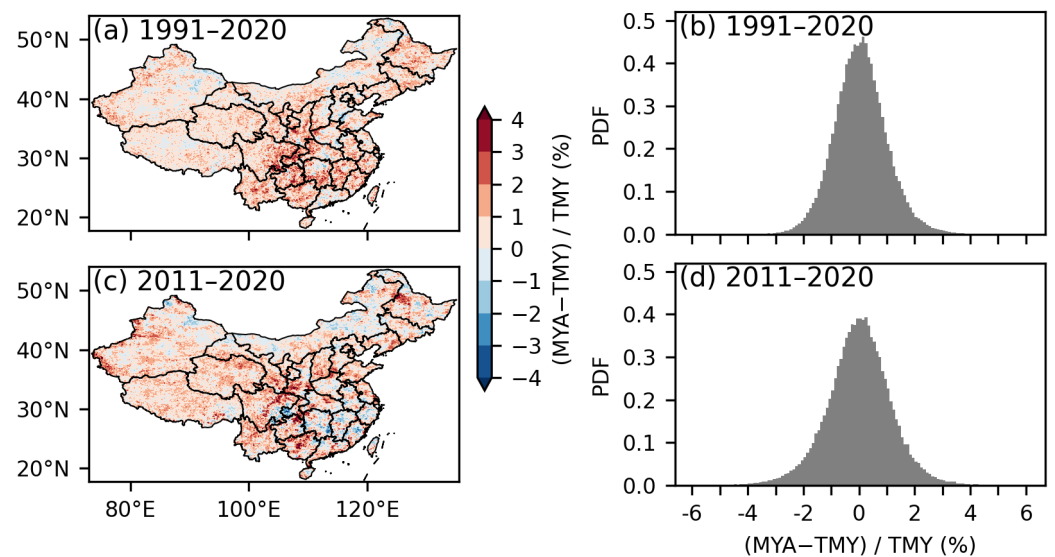 (a) 1991–2020
50°N
40°N
30°N
20°N
(c) 2011–2020
50°N
40°N
30°N
20°N
80°E 100°E 120°E
4
3
2
1
0
−1
−2
−3
−4
(MYA−TMY) / TMY (%)
(b) 1991–2020
0.5
0.4
0.3
0.2
0.1
0.0
PDF
(d) 2011–2020
0.5
0.4
0.3
0.2
0.1
0.0
PDF
-6 -4 -2 0 2 4 6
(MYA−TMY) / TMY (%)